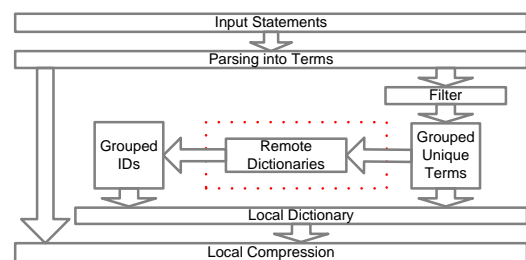 Input Statements
Parsing into Terms
Filter
Grouped
IDs
Remote
Dictionaries
Grouped
Unique
Terms
Local Dictionary
Local Compression